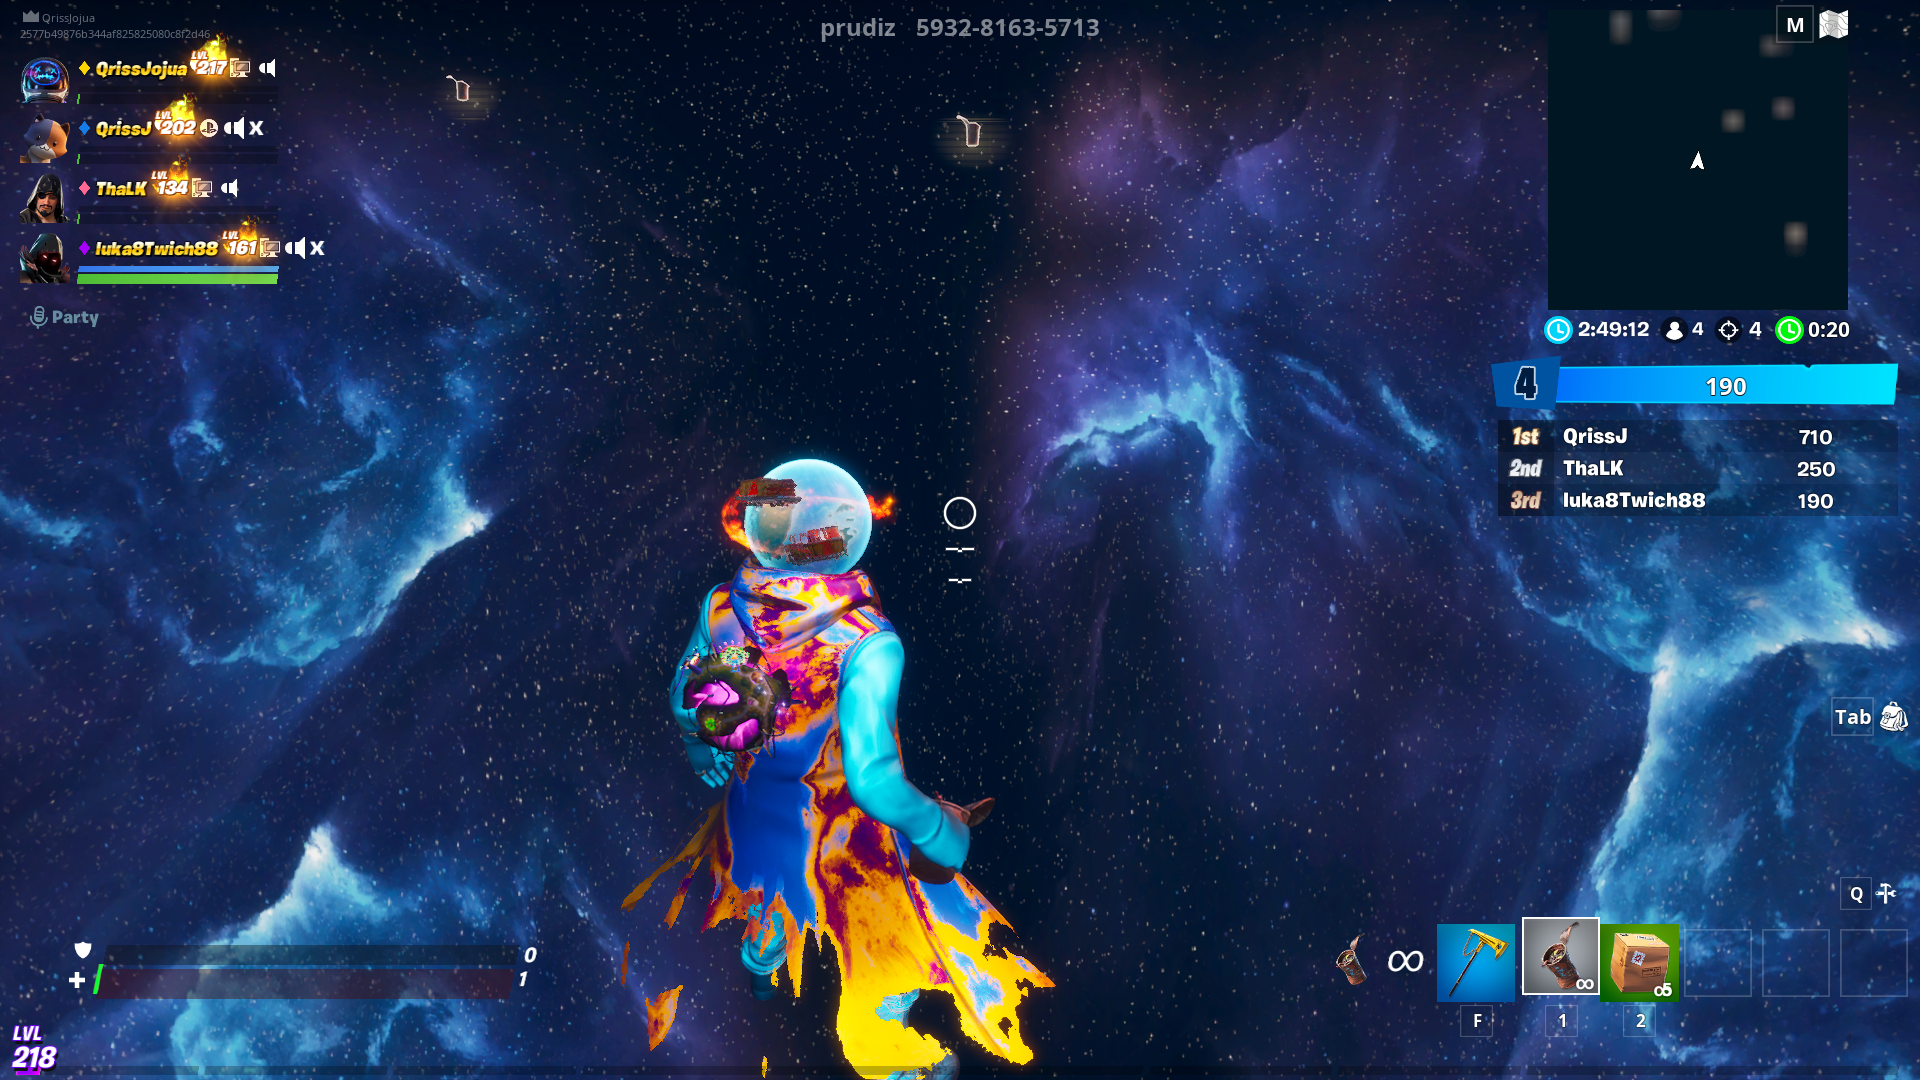 QrissJojua
2577b49876b344af825825080c8f2d46
prudiz 5932-8163-5713
M
QrissJojua LVL 217
QrissJ LVL 202 X
ThaLK LVL 134
luka8Twich88 LVL 161 X
Party
2:49:12 4 4 0:20
4 190
1st QrissJ 710
2nd ThaLK 250
3rd luka8Twich88 190
Tab
Q
0
1
∞ ∞ ∞5
F 1 2
LVL
218